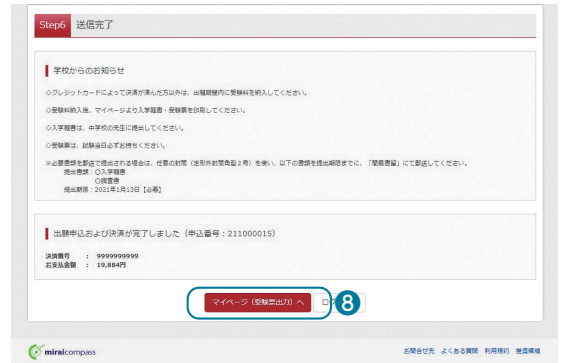 Step6 送信完了
学校からのお知らせ
◇クレジットカードによって決済が済んだ方以外は、出願期間内に受験料を納入してください。
◇受験料納入後、マイページより入学願書・受験票を印刷してください。
◇入学願書は、中学校の先生に提出してください。
◇受験票は、試験当日必ずお持ちください。
※必要書類を郵送で提出される場合は、任意の封筒（定形外封筒角型2号）を使い、以下の書類を提出期限までに、「簡易書留」にて郵送してください。
提出書類：〇入学願書
〇調査書
提出期限：2021年1月13日【必着】
出願申込および決済が完了しました（申込番号：211000015）
決済番号 ： 9999999999
お支払金額 ： 19,884円
マイページ（受験票出力）へ
8
miraicompass
お問合せ先 よくある質問 利用規約 推奨環境